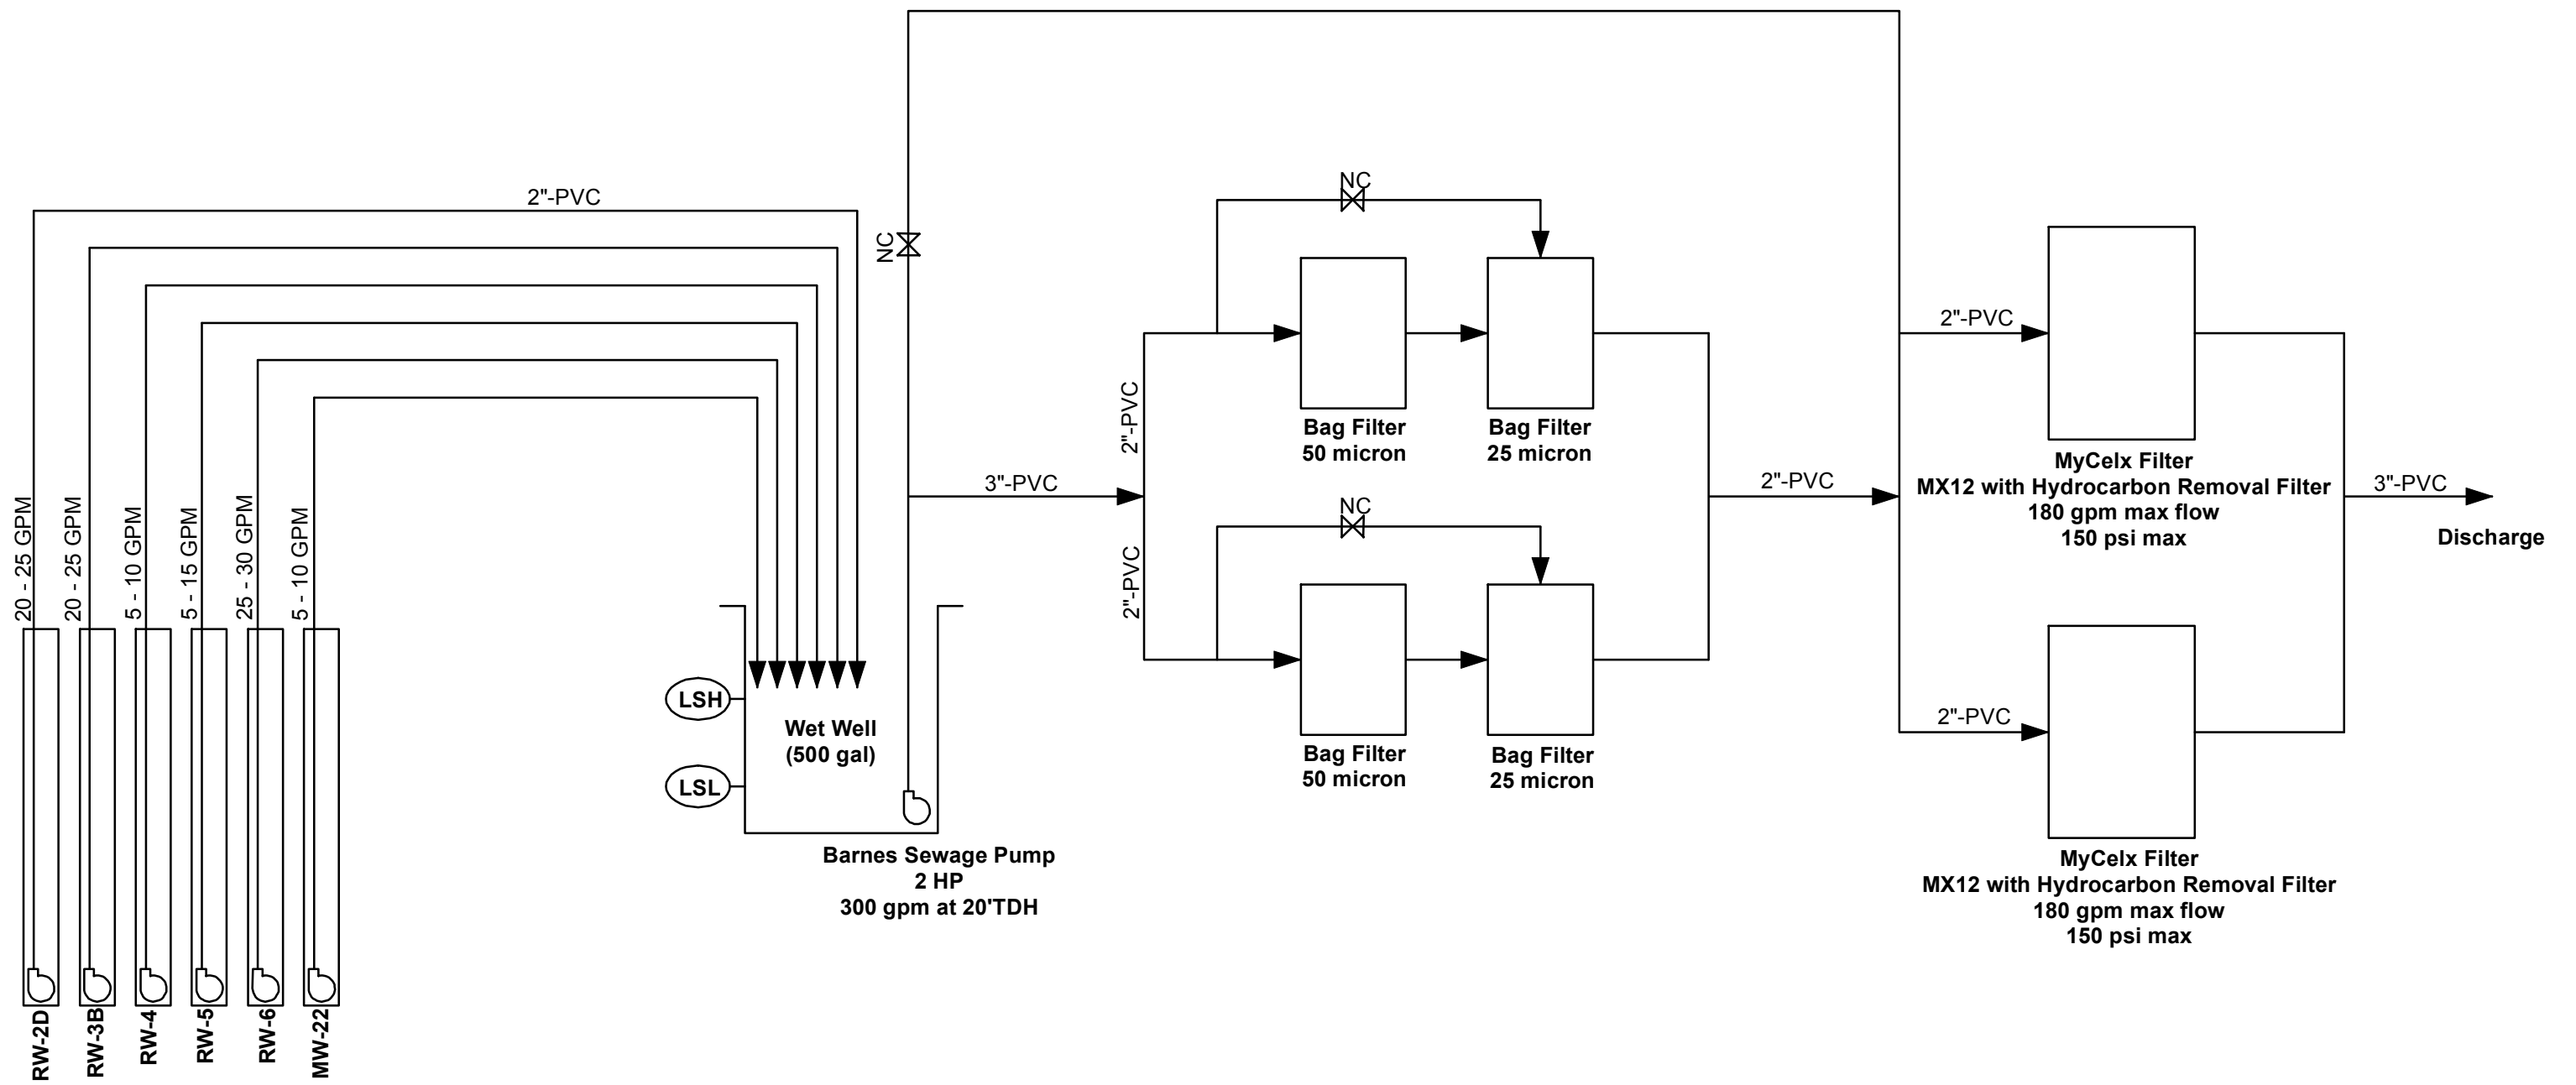 2"-PVC
NC
NC
2"-PVC
Bag Filter
50 micron
Bag Filter
25 micron
2"-PVC
3"-PVC
NC
2"-PVC
2"-PVC
Bag Filter
50 micron
Bag Filter
25 micron
2"-PVC
MyCelx Filter
MX12 with Hydrocarbon Removal Filter
180 gpm max flow
150 psi max
3"-PVC
Discharge
2"-PVC
MyCelx Filter
MX12 with Hydrocarbon Removal Filter
180 gpm max flow
150 psi max
20 - 25 GPM
20 - 25 GPM
5 - 10 GPM
5 - 15 GPM
25 - 30 GPM
5 - 10 GPM
LSH
LSL
Wet Well
(500 gal)
Barnes Sewage Pump
2 HP
300 gpm at 20'TDH
RW-2D
RW-3B
RW-4
RW-5
RW-6
MW-22